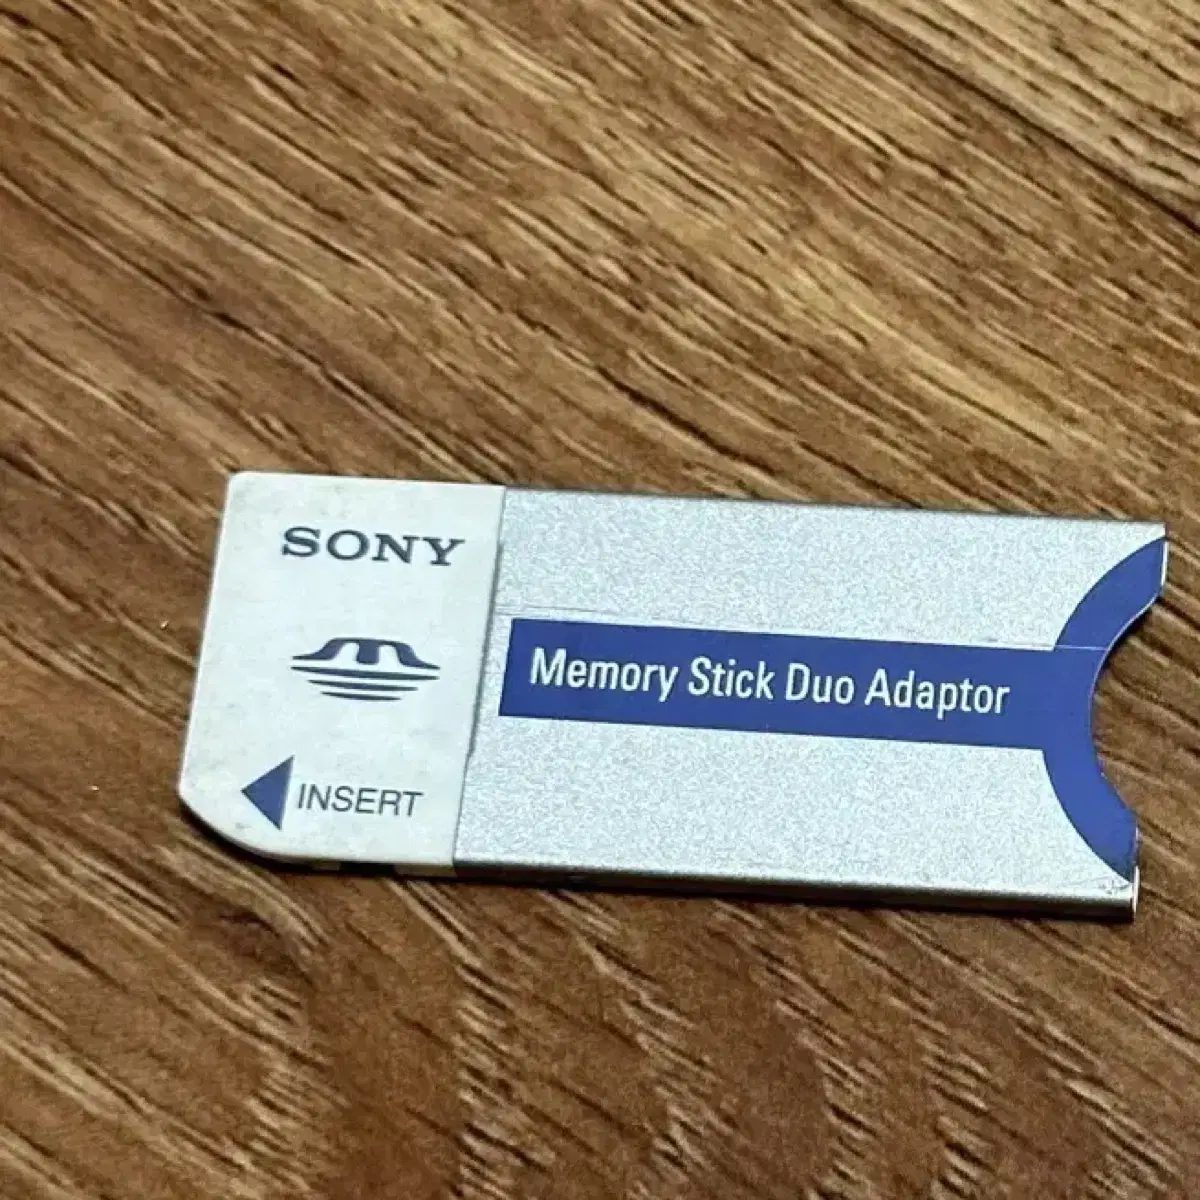 SONY
INSERT
Memory Stick Duo Adaptor